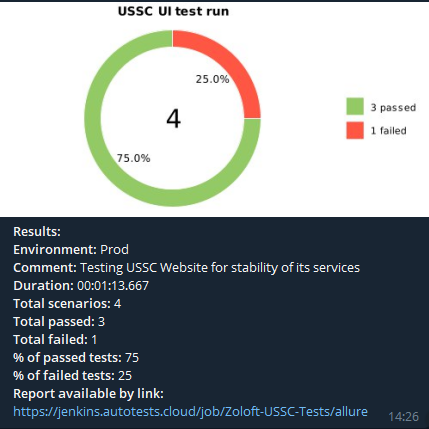 USSC UI test run
25.0%
3 passed
4
1 failed
75.0%
Results:
Environment: Prod
Comment: Testing USSC Website for stability of its services
Duration: 00:01:13.667
Total scenarios: 4
Total passed: 3
Total failed: 1
% of passed tests: 75
% of failed tests: 25
Report available by link:
https://jenkins.autotests.cloud/job/Zoloft-USSC-Tests/allure
14:26